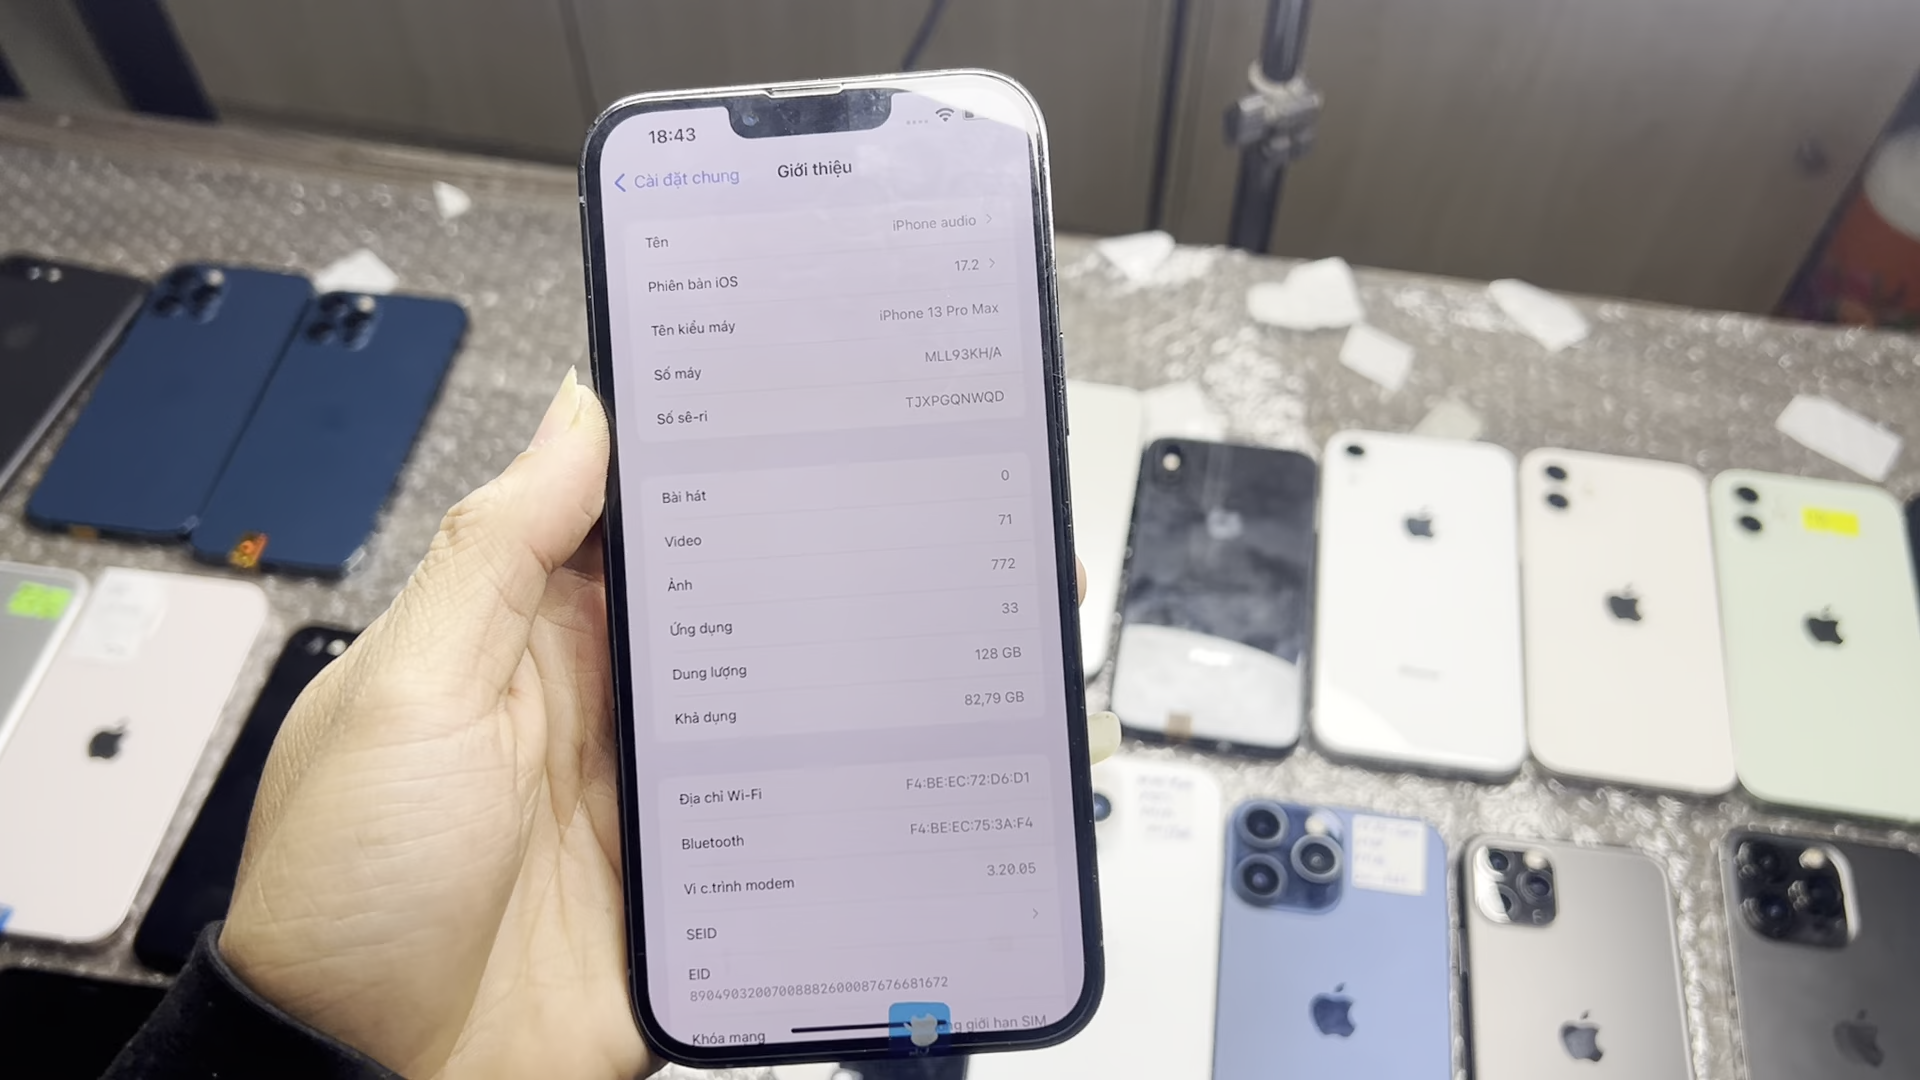 18:43
Cài đặt chung
Giới thiệu
Tên
iPhone audio
Phiên bản iOS
17.2
Tên kiểu máy
iPhone 13 Pro Max
Số máy
MLL93KH/A
Số sê-ri
TJXPGQNWQD
Bài hát
0
Video
71
Ảnh
772
Ứng dụng
33
Dung lượng
128 GB
Khả dụng
82,79 GB
Địa chỉ Wi-Fi
F4:BE:EC:72:D6:D1
Bluetooth
F4:BE:EC:75:3A:F4
Vi c.trình modem
3.20.05
SEID
EID
89049032007008882600087676681672
Khóa mạng
giới hạn SIM